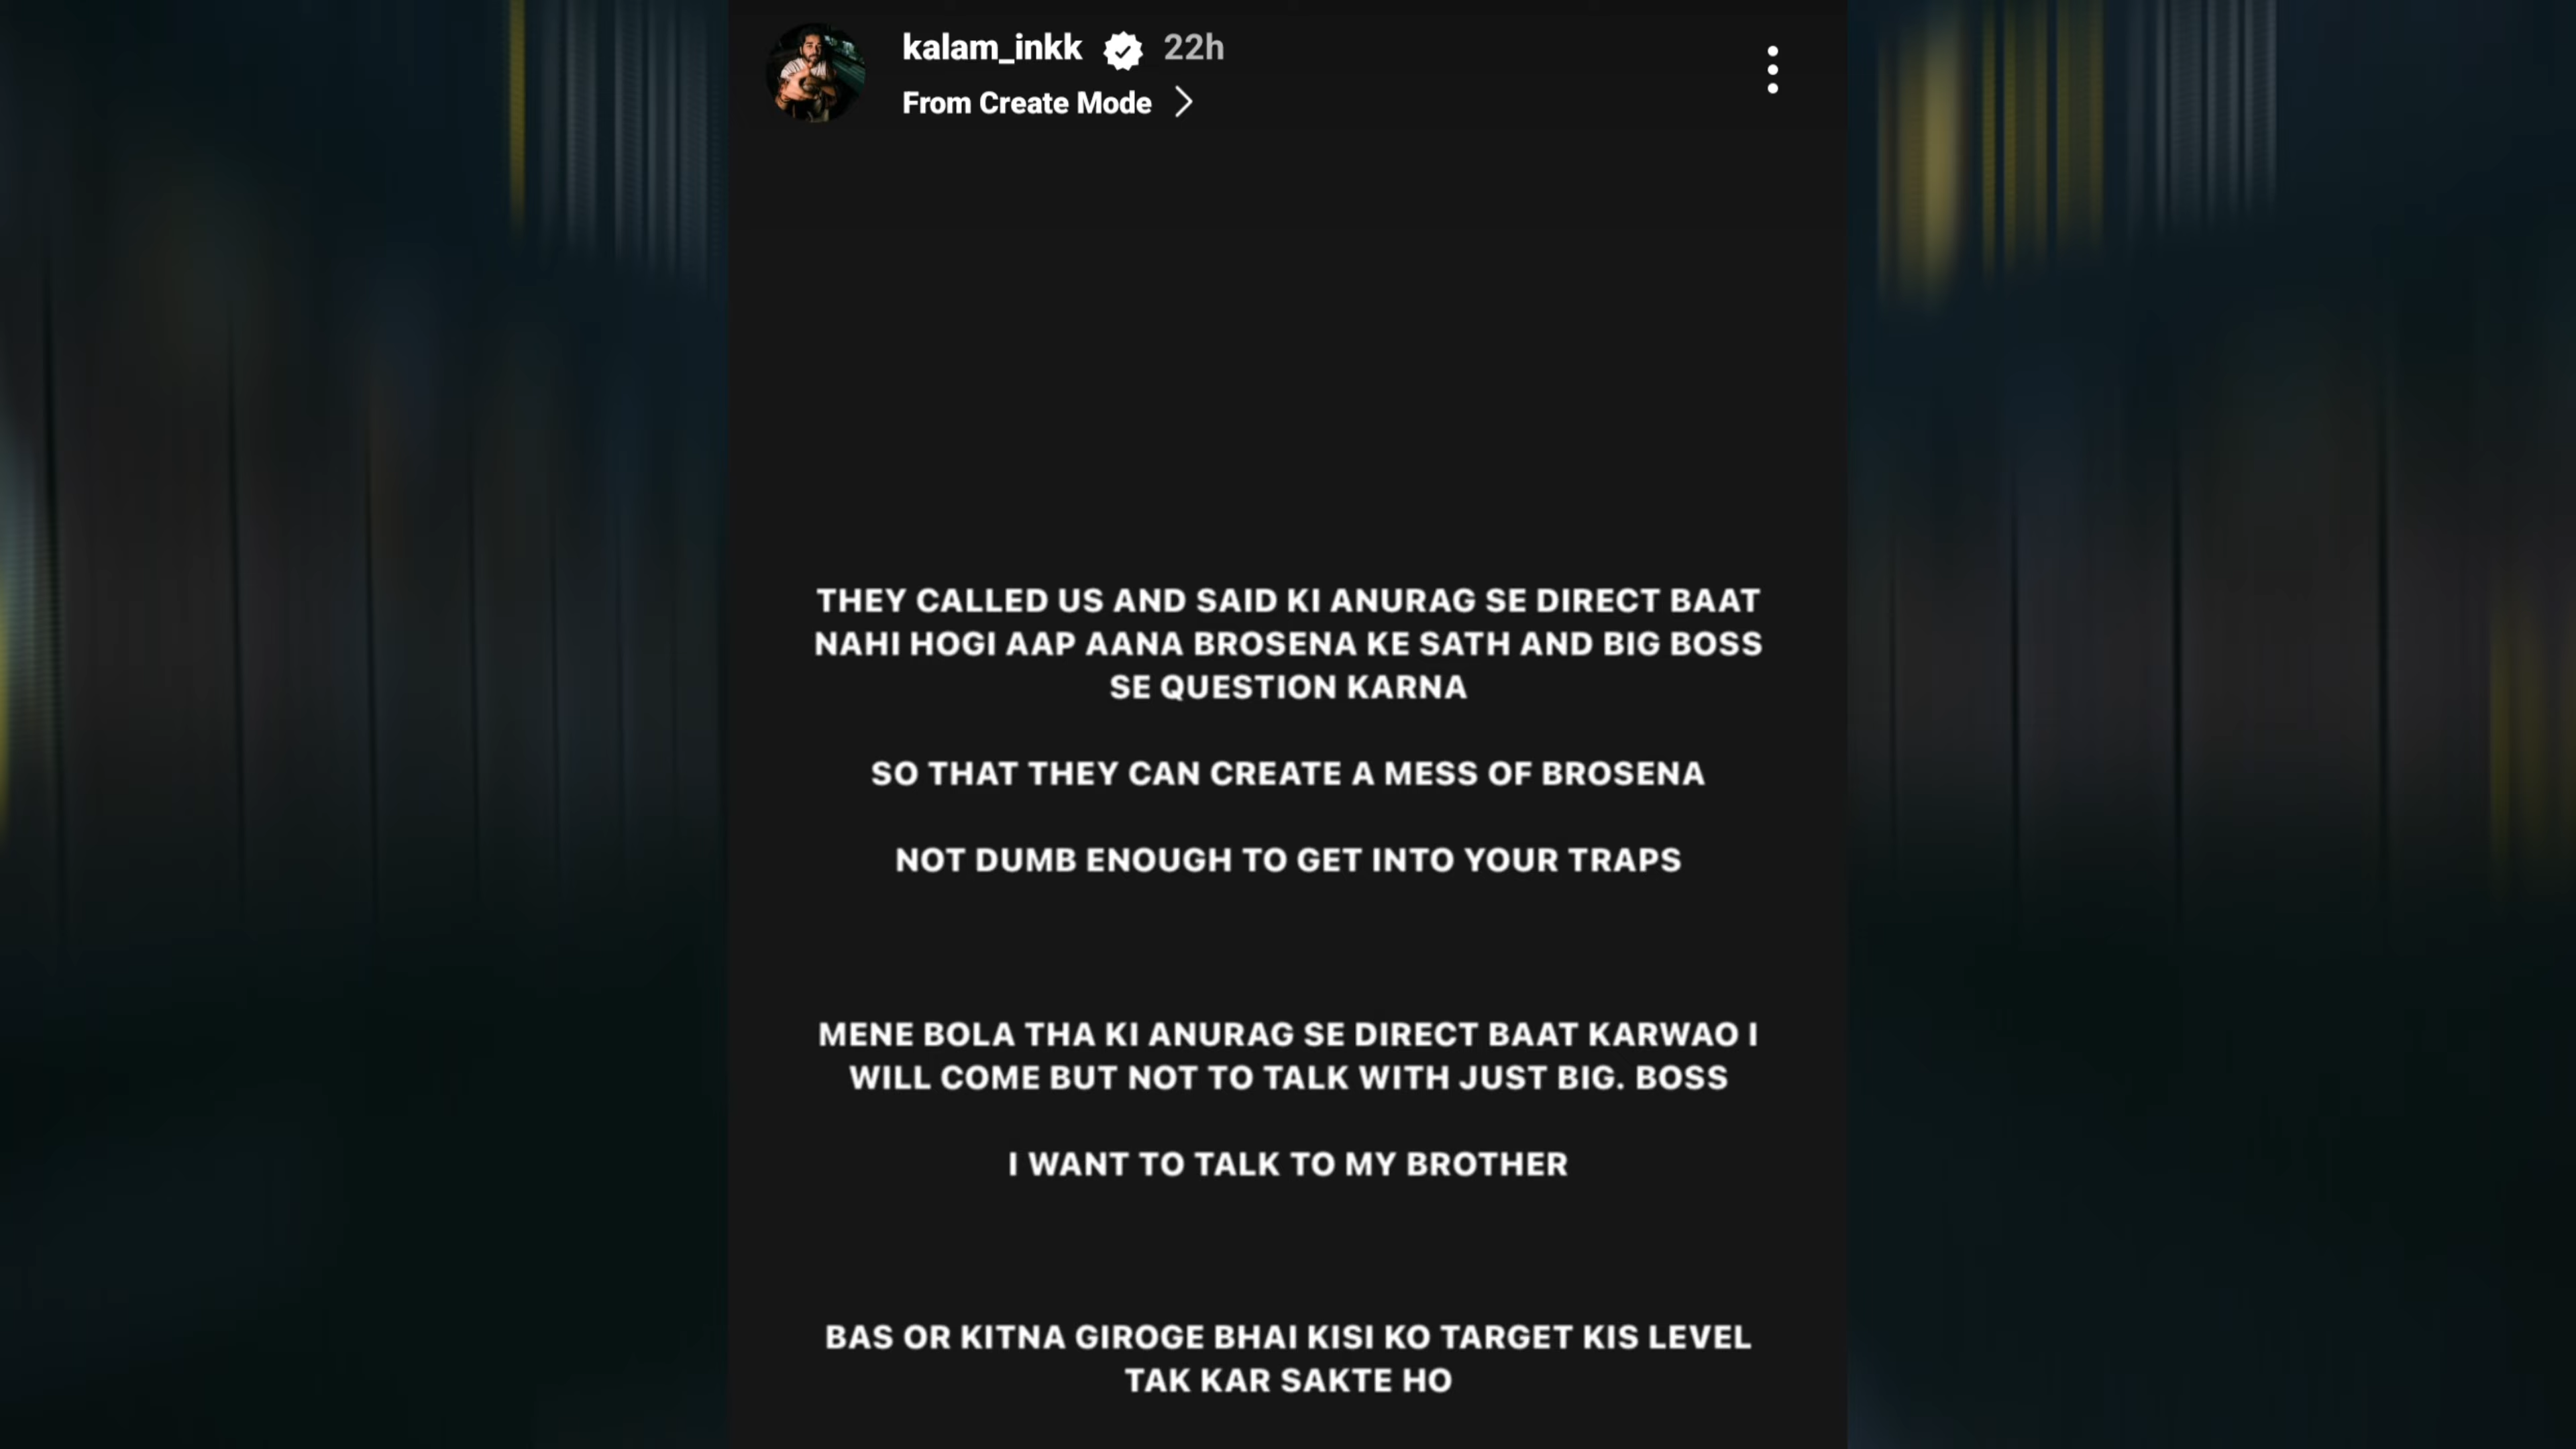 kalam_inkk 22h
From Create Mode
THEY CALLED US AND SAID KI ANURAG SE DIRECT BAAT
NAHI HOGI AAP AANA BROSENA KE SATH AND BIG BOSS
SE QUESTION KARNA
SO THAT THEY CAN CREATE A MESS OF BROSENA
NOT DUMB ENOUGH TO GET INTO YOUR TRAPS
MENE BOLA THA KI ANURAG SE DIRECT BAAT KARWAO I
WILL COME BUT NOT TO TALK WITH JUST BIG. BOSS
I WANT TO TALK TO MY BROTHER
BAS OR KITNA GIROGE BHAI KISI KO TARGET KIS LEVEL
TAK KAR SAKTE HO